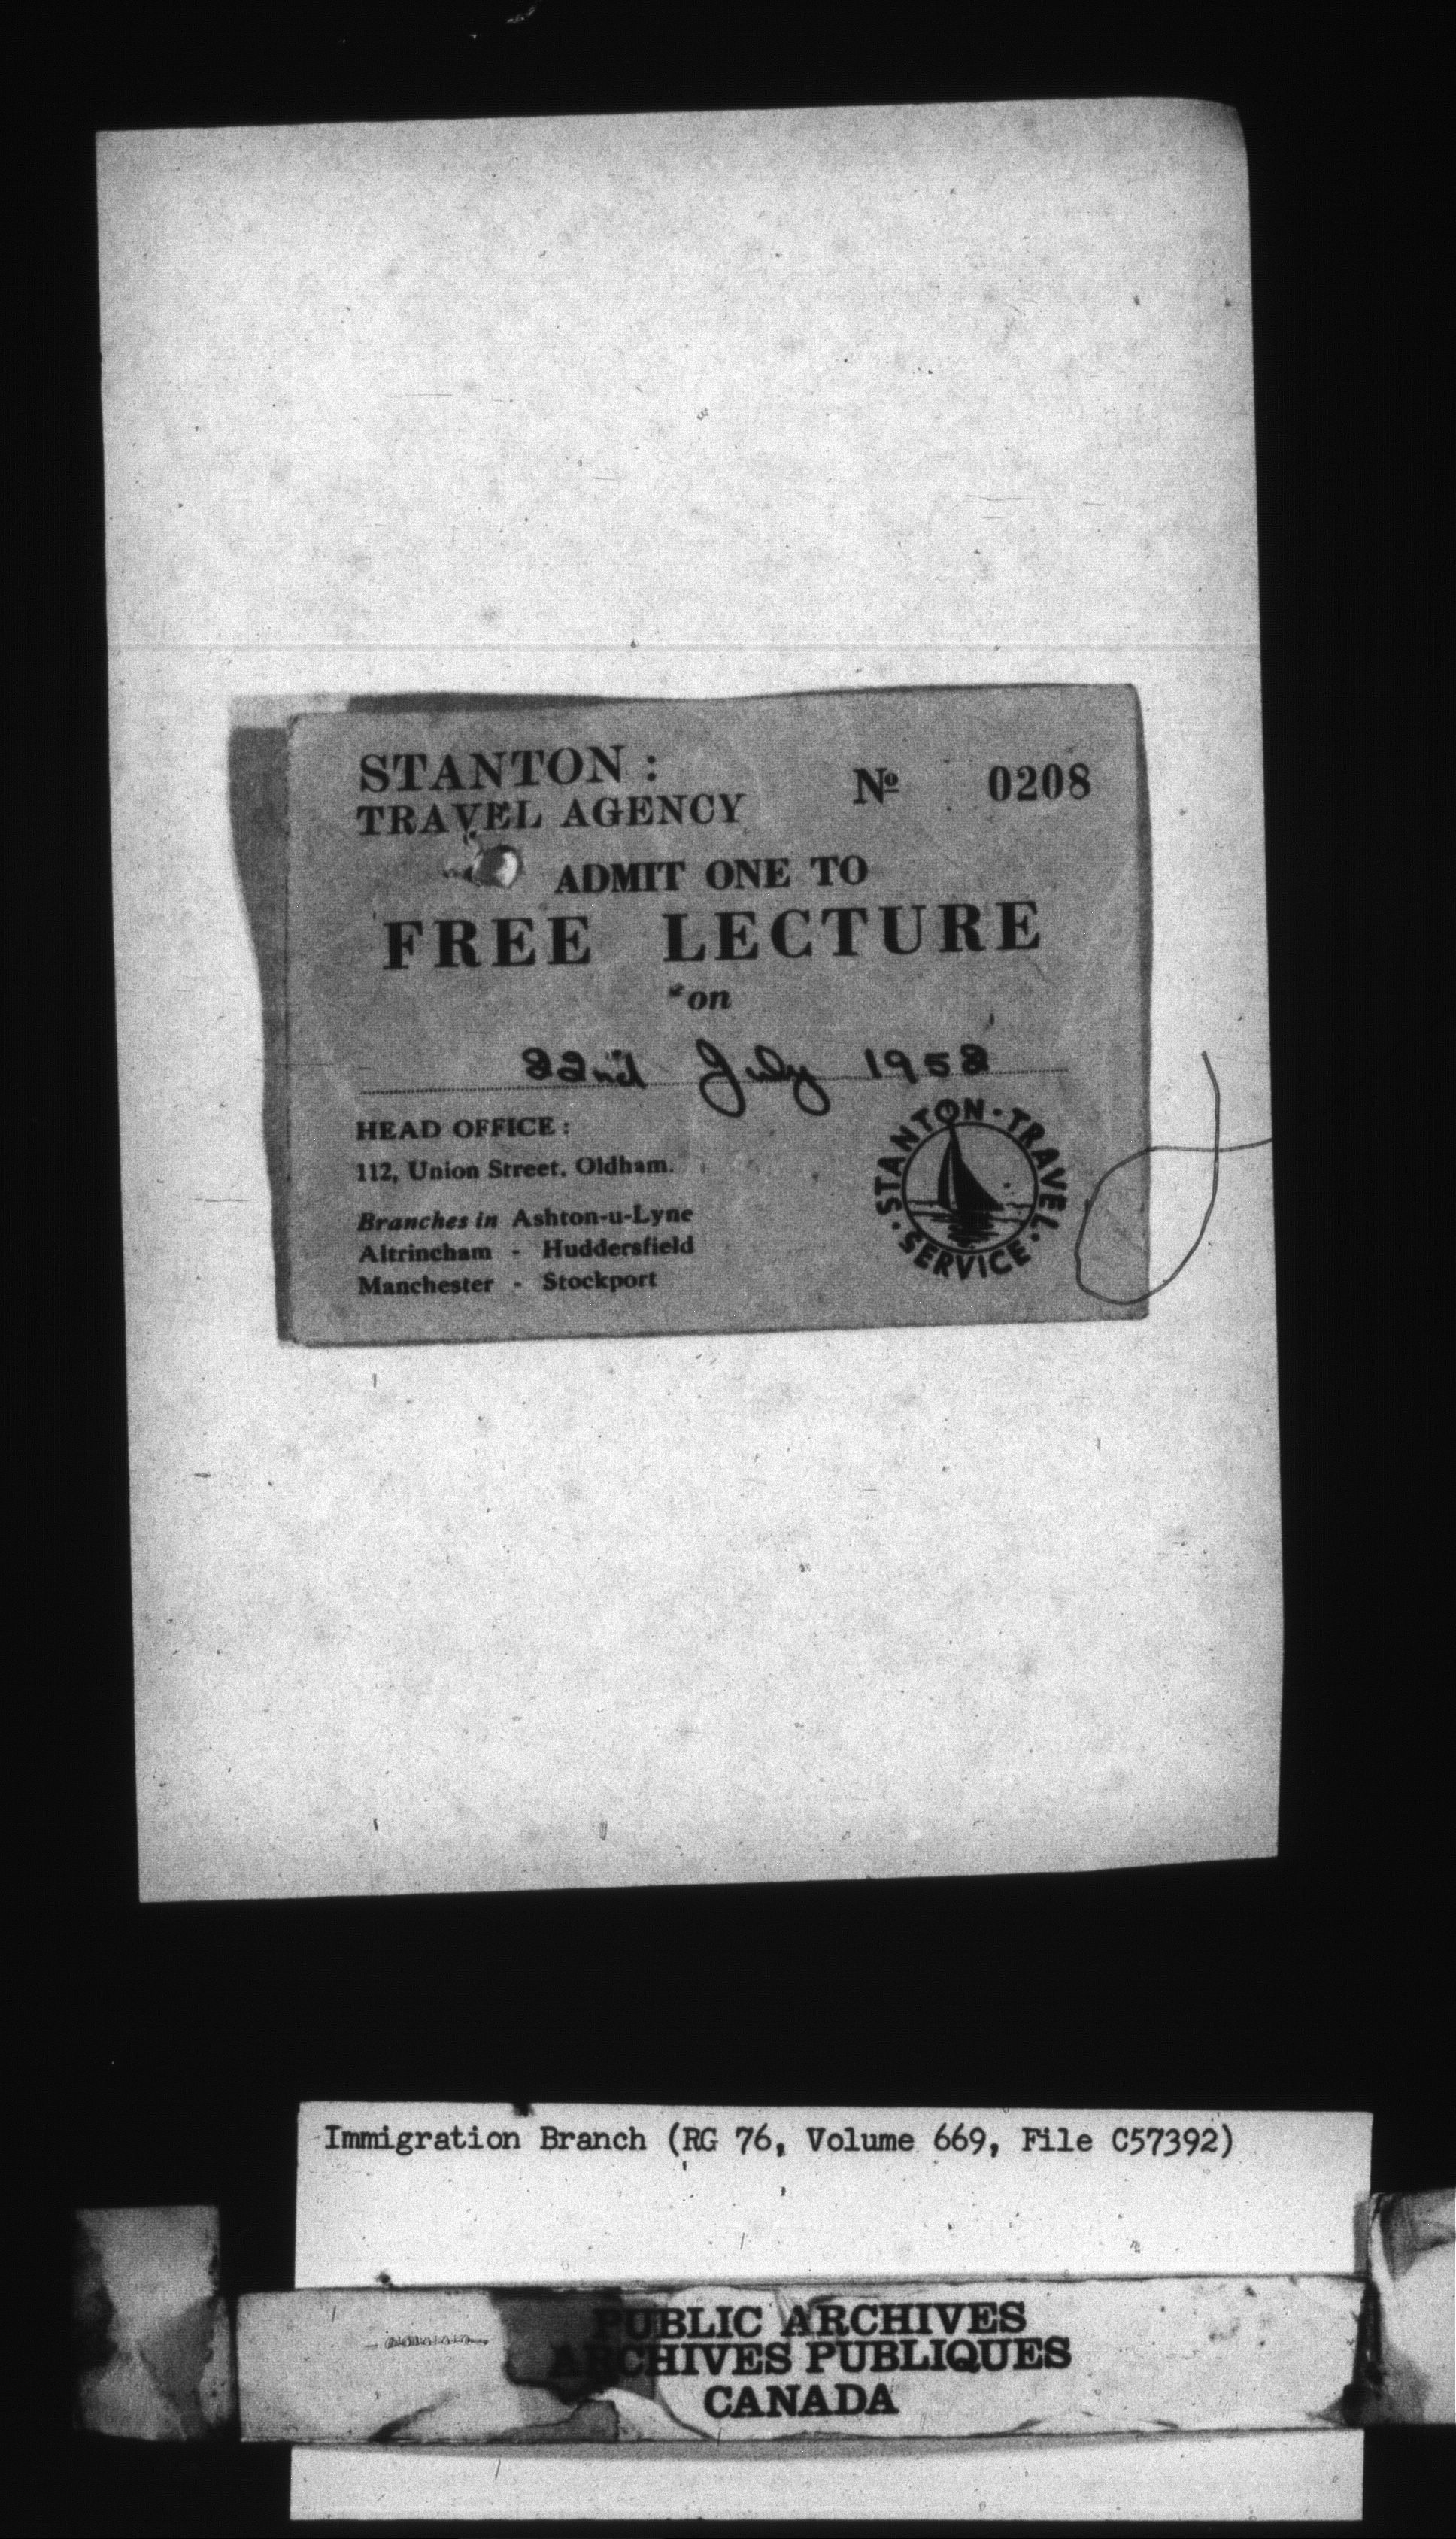 STANTON :
TRAVEL AGENCY
Nº 0208
ADMIT ONE TO
FREE LECTURE
on
22nd July 1952
HEAD OFFICE :
112, Union Street, Oldham.
Branches in Ashton-u-Lyne
Altrincham - Huddersfield
Manchester - Stockport
STANTON · TRAVEL · SERVICE ·
Immigration Branch (RG 76, Volume 669, File C57392)
PUBLIC ARCHIVES
ARCHIVES PUBLIQUES
CANADA